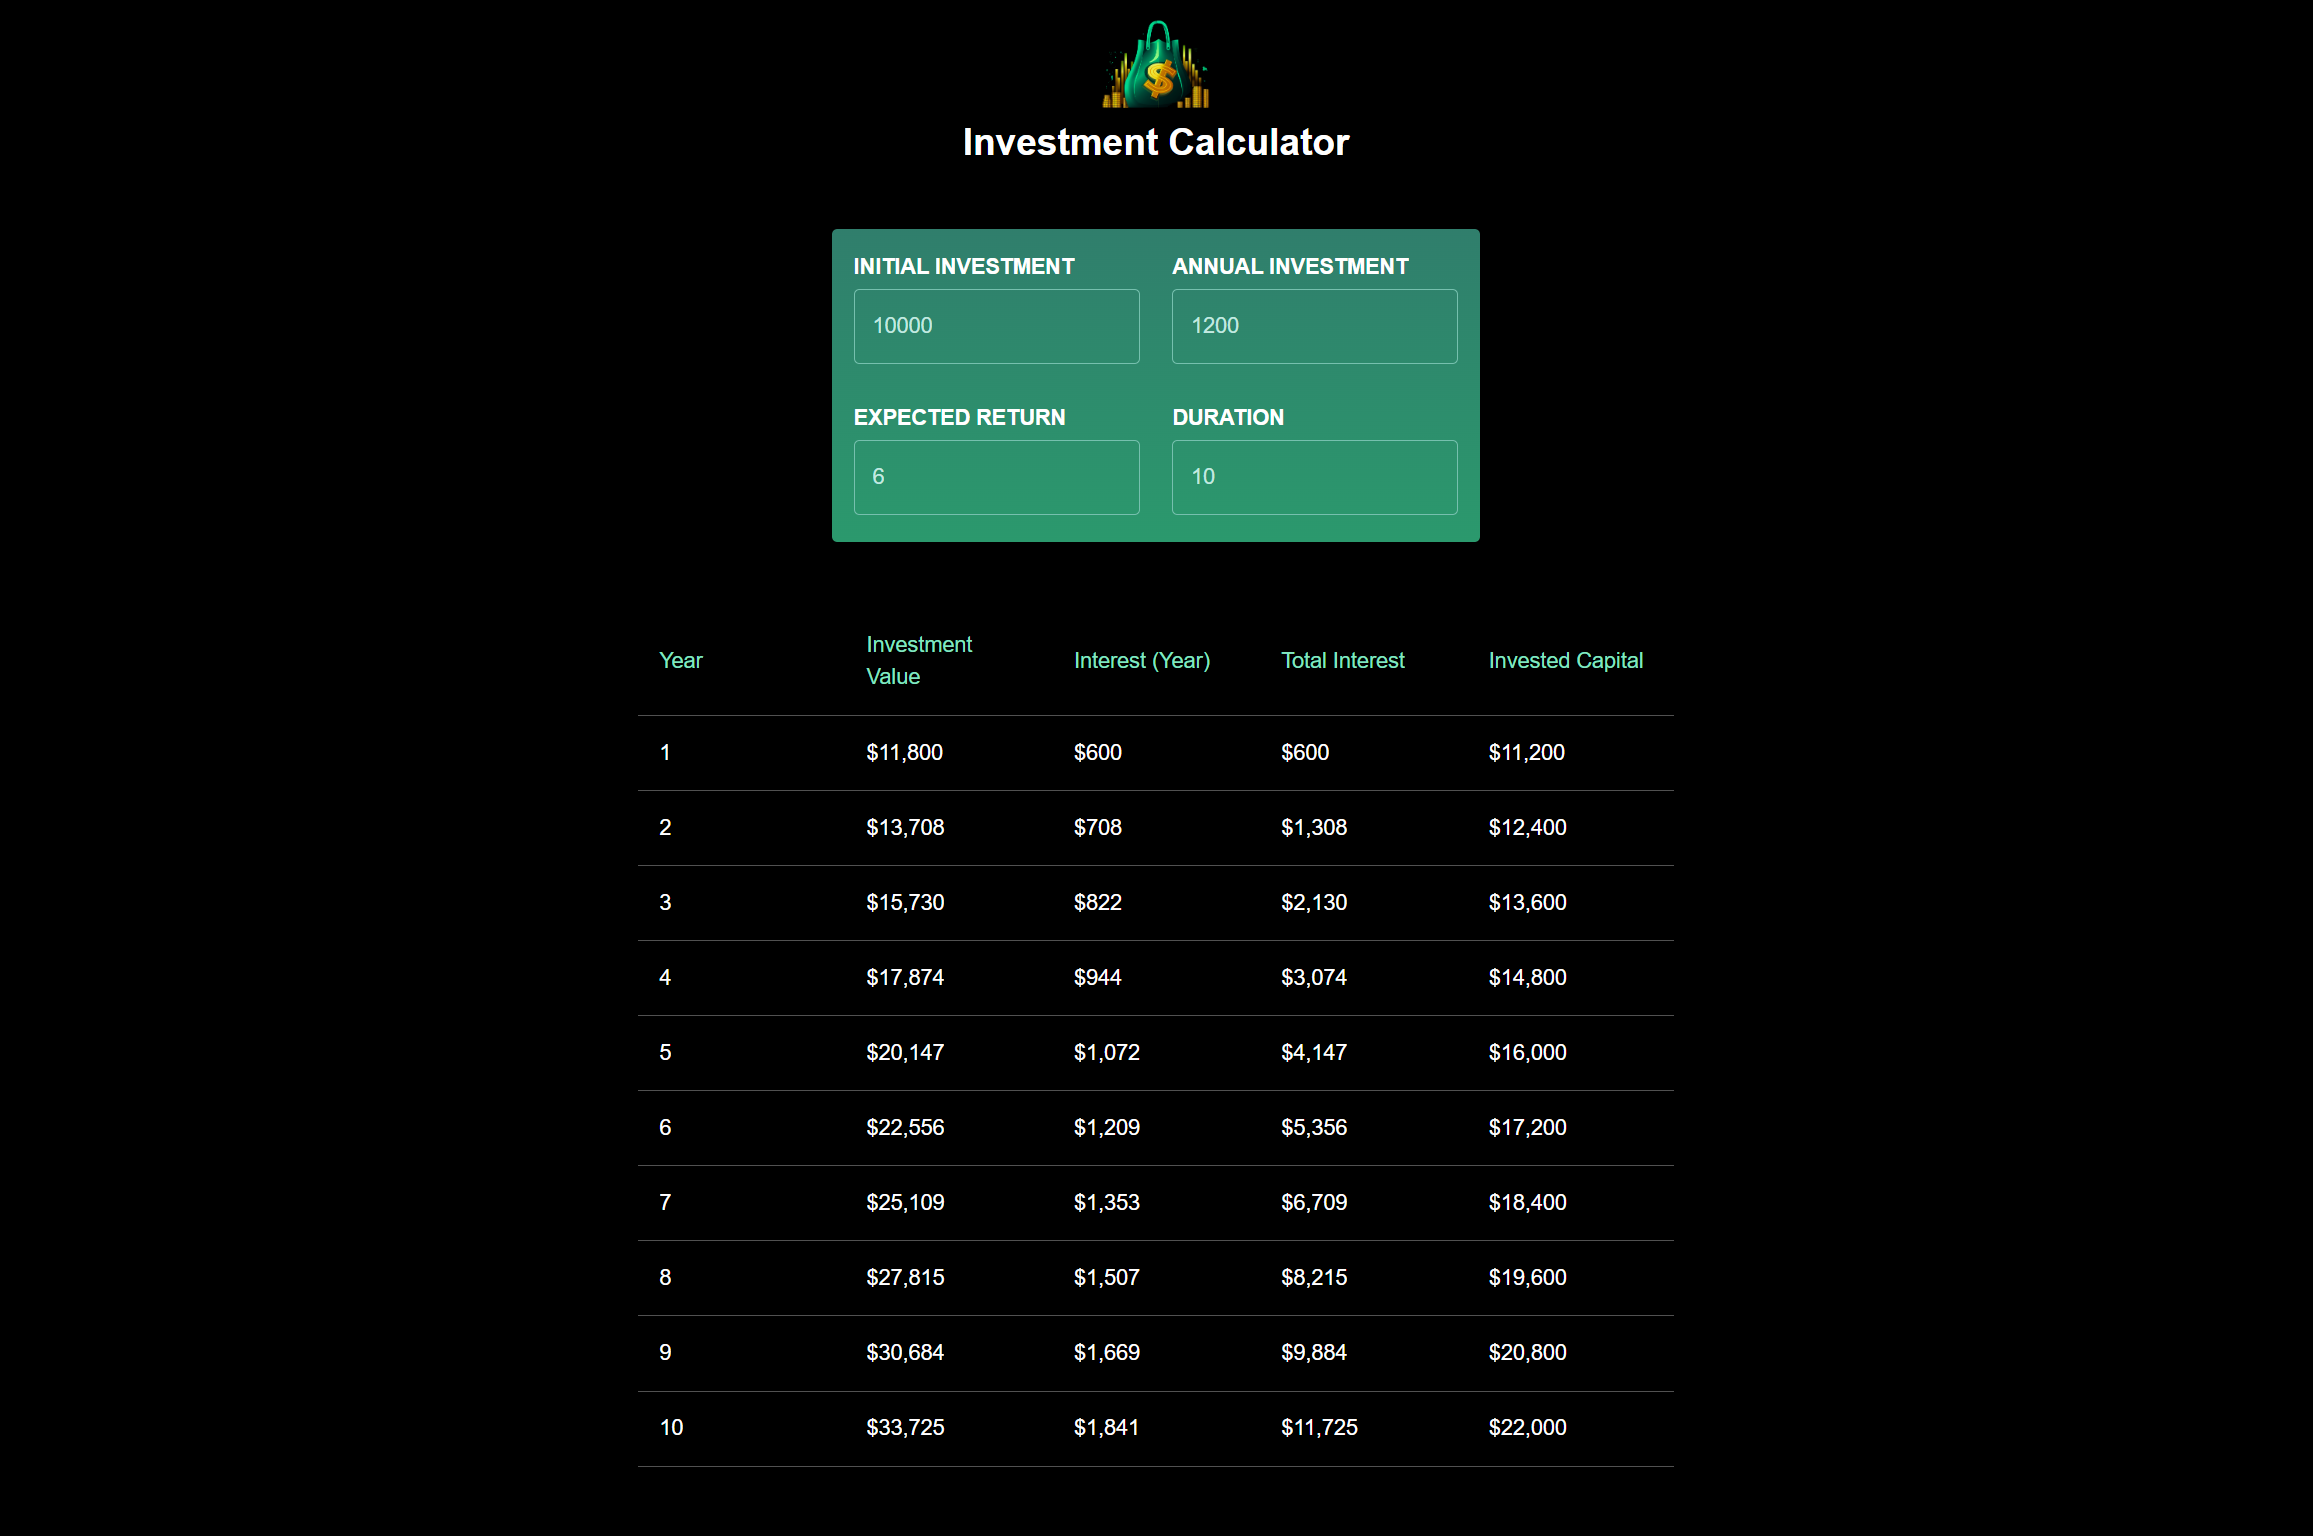 $
Investment Calculator
INITIAL INVESTMENT ANNUAL INVESTMENT
10000 1200
EXPECTED RETURN DURATION
6 10
Year Investment Value Interest (Year) Total Interest Invested Capital
1 $11,800 $600 $600 $11,200
2 $13,708 $708 $1,308 $12,400
3 $15,730 $822 $2,130 $13,600
4 $17,874 $944 $3,074 $14,800
5 $20,147 $1,072 $4,147 $16,000
6 $22,556 $1,209 $5,356 $17,200
7 $25,109 $1,353 $6,709 $18,400
8 $27,815 $1,507 $8,215 $19,600
9 $30,684 $1,669 $9,884 $20,800
10 $33,725 $1,841 $11,725 $22,000